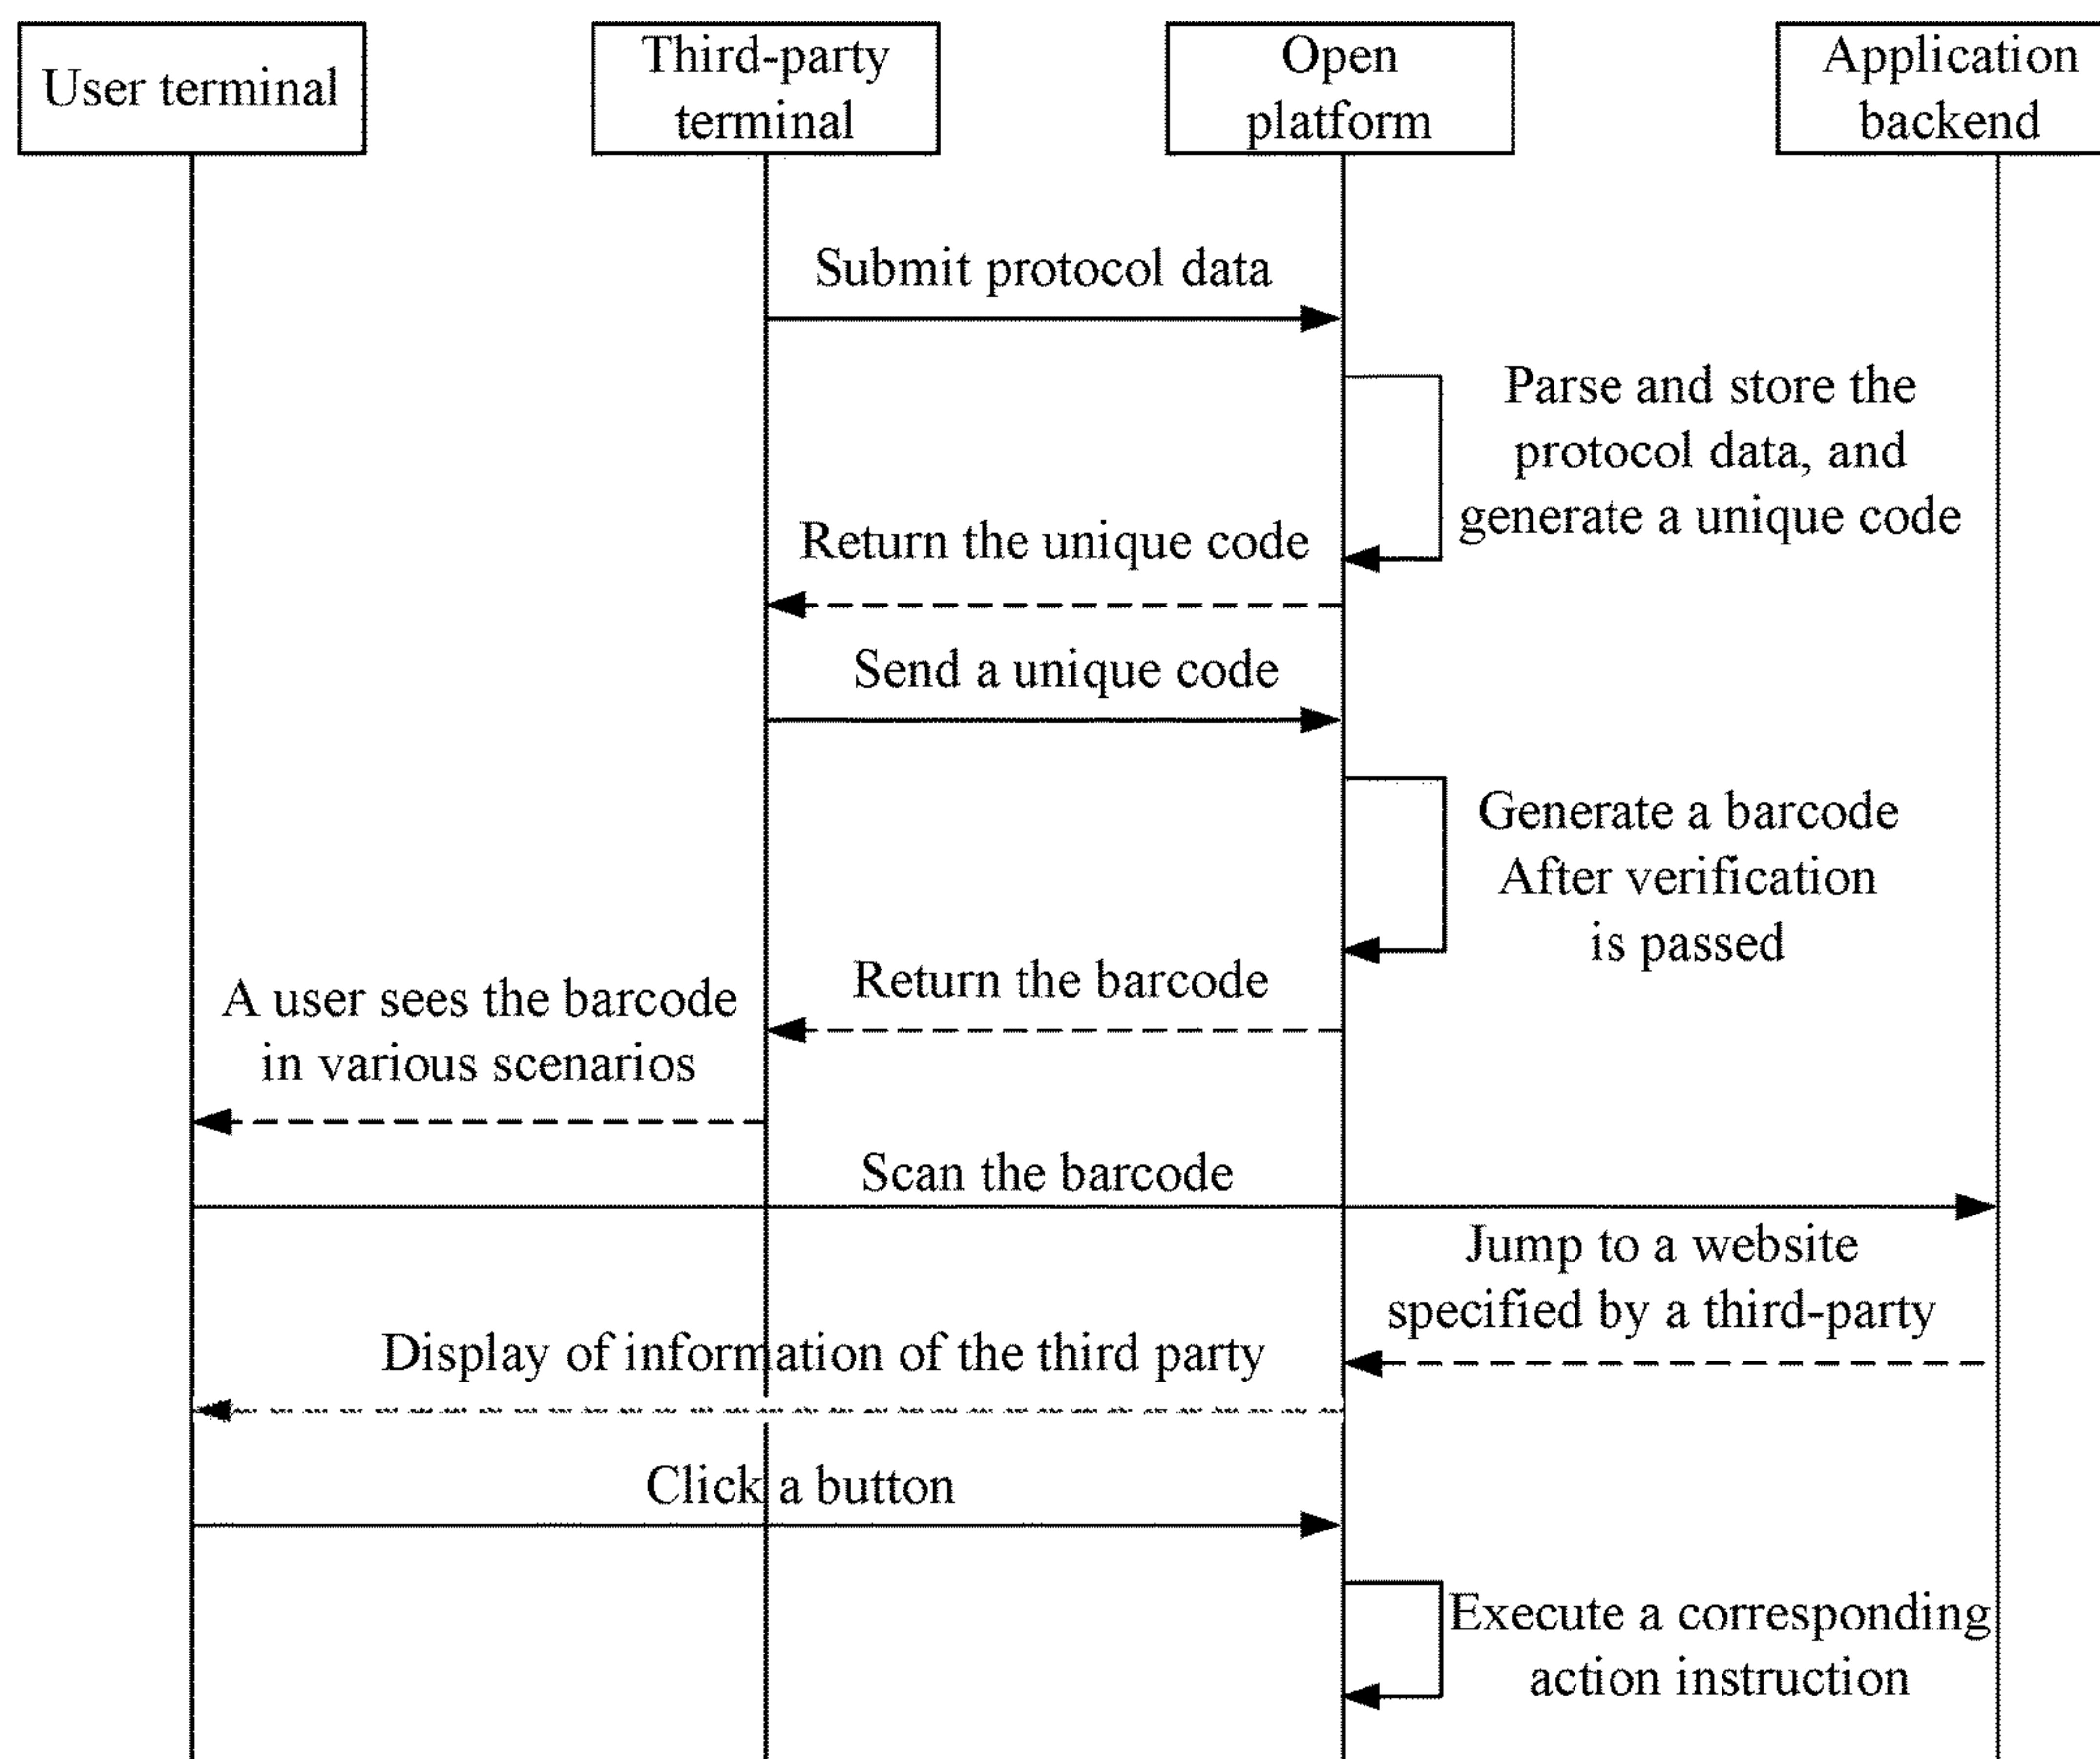 User terminal
Third-party
terminal
Open
platform
Application
backend
Submit protocol data
Parse and store the
protocol data, and
generate a unique code
Return the unique code
Send a unique code
Generate a barcode
After verification
is passed
Return the barcode
A user sees the barcode
in various scenarios
Scan the barcode
Jump to a website
specified by a third-party
Display of information of the third party
Click a button
Execute a corresponding
action instruction